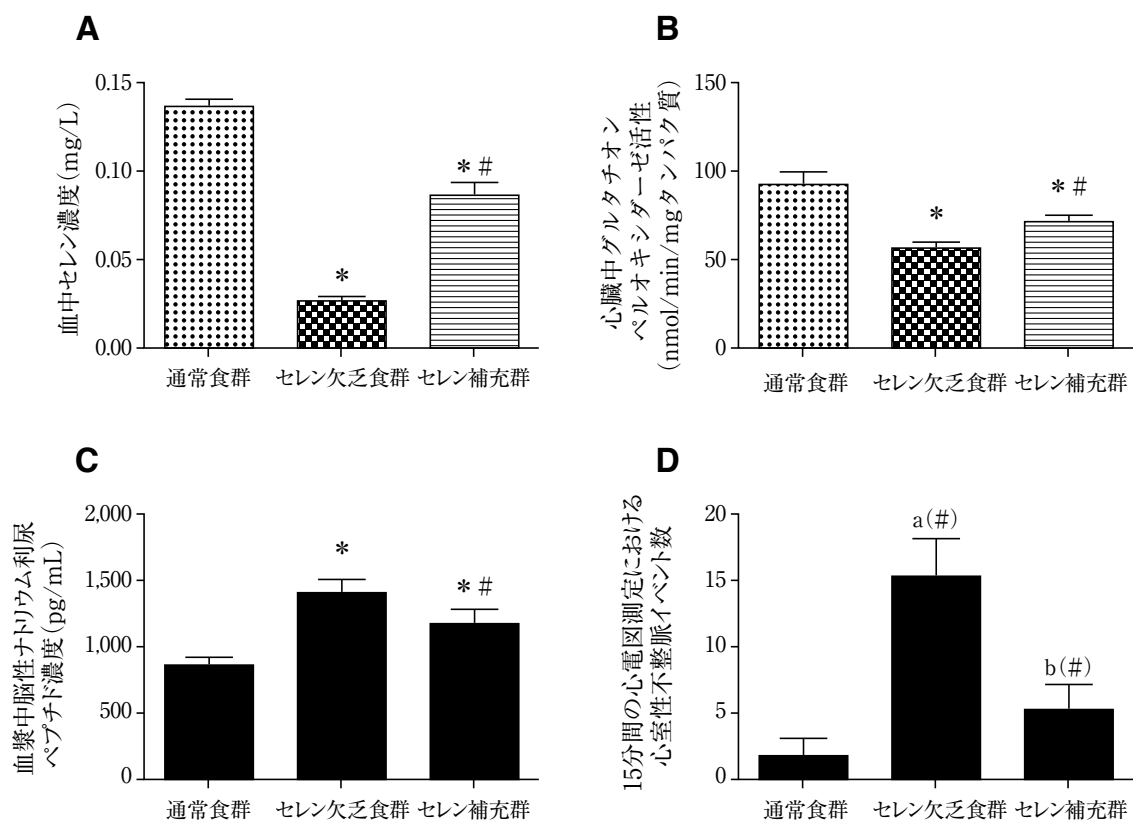 A
血中セレン濃度(mg/L)
0.15
0.10
0.05
0.00
*
* #
通常食群
セレン欠乏食群
セレン補充群
B
心臓中グルタチオン
ペルオキシダーゼ活性
(nmol/min/mgタンパク質)
150
100
50
0
*
* #
通常食群
セレン欠乏食群
セレン補充群
C
血漿中脳性ナトリウム利尿
ペプチド濃度(pg/mL)
2,000
1,500
1,000
500
0
*
* #
通常食群
セレン欠乏食群
セレン補充群
D
15分間の心電図測定における
心室性不整脈イベント数
20
15
10
5
0
a(#)
b(#)
通常食群
セレン欠乏食群
セレン補充群